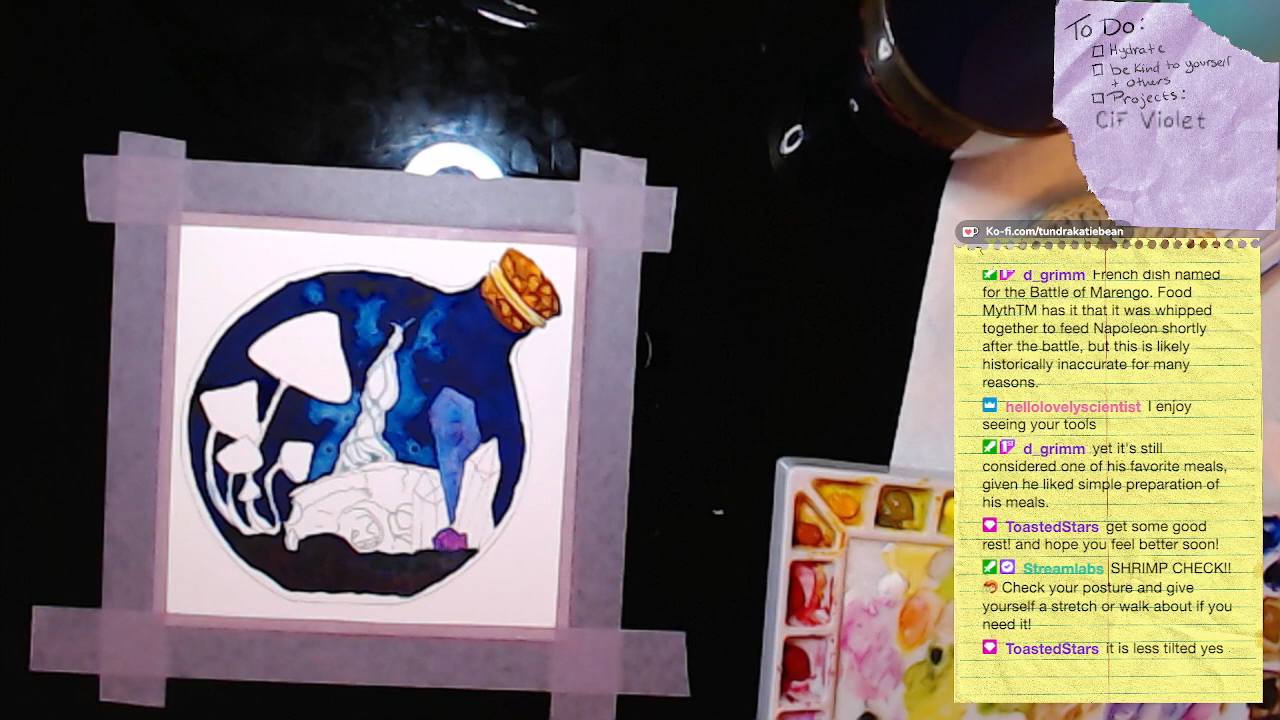 To Do:
Hydrate
be kind to yourself
+ others
Projects:
CiF Violet
Ko-fi.com/tundrakatiebean
d_grimm French dish named
for the Battle of Marengo. Food
MythTM has it that it was whipped
together to feed Napoleon shortly
after the battle, but this is likely
historically inaccurate for many
reasons.
hellolovelyscientist I enjoy
seeing your tools
d_grimm yet it's still
considered one of his favorite meals,
given he liked simple preparation of
his meals.
ToastedStars get some good
rest! and hope you feel better soon!
Streamlabs SHRIMP CHECK!!
🦐 Check your posture and give
yourself a stretch or walk about if you
need it!
ToastedStars it is less tilted yes